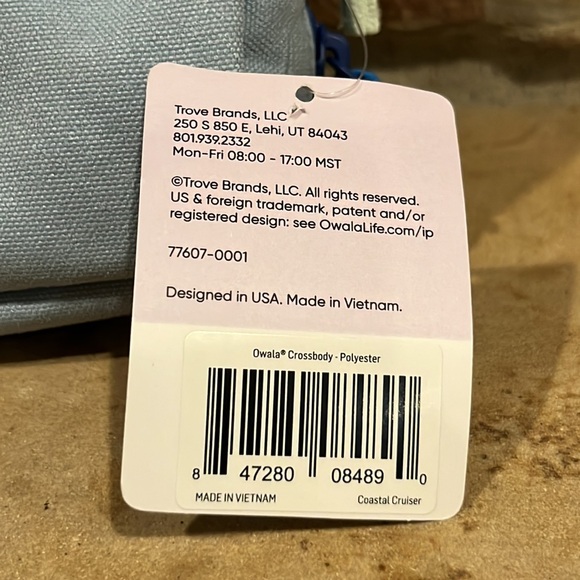 Trove Brands, LLC
250 S 850 E, Lehi, UT 84043
801.939.2332
Mon-Fri 08:00 - 17:00 MST
©Trove Brands, LLC. All rights reserved.
US & foreign trademark, patent and/or
registered design: see OwalaLife.com/ip
77607-0001
Designed in USA. Made in Vietnam.
Owala® Crossbody - Polyester
8 47280 08489 0
MADE IN VIETNAM Coastal Cruiser